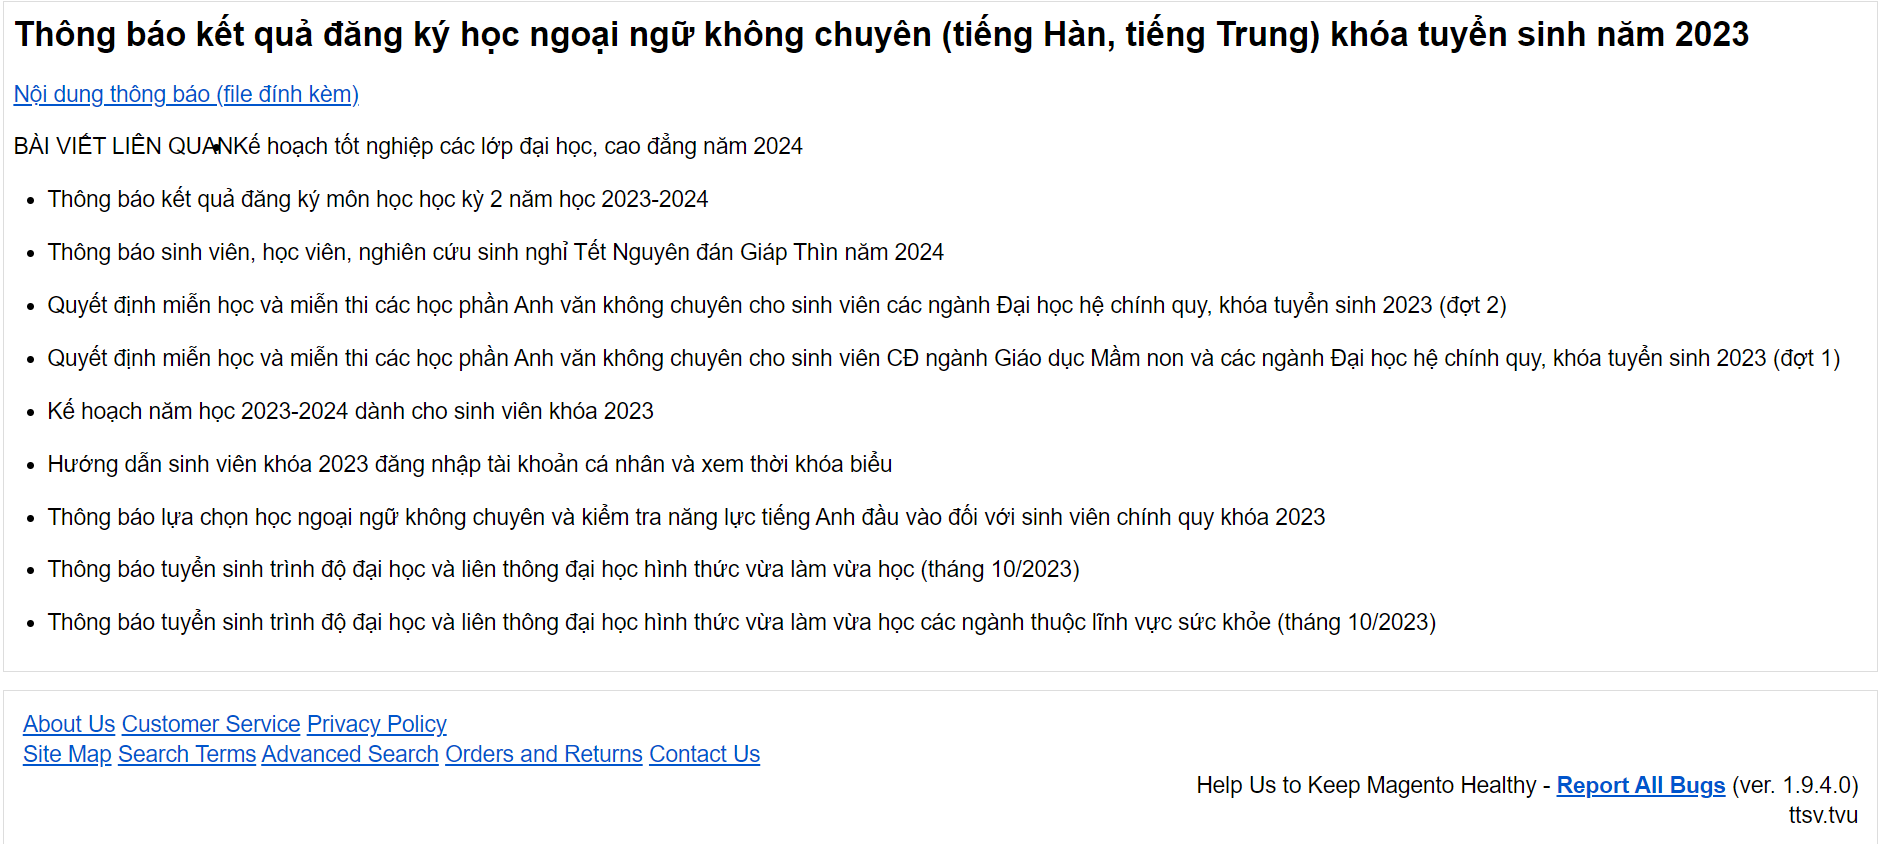 Thông báo kết quả đăng ký học ngoại ngữ không chuyên (tiếng Hàn, tiếng Trung) khóa tuyển sinh năm 2023
Nội dung thông báo (file đính kèm)
BÀI VIẾT LIÊN QUANKế hoạch tốt nghiệp các lớp đại học, cao đẳng năm 2024
• Thông báo kết quả đăng ký môn học học kỳ 2 năm học 2023-2024
• Thông báo sinh viên, học viên, nghiên cứu sinh nghỉ Tết Nguyên đán Giáp Thìn năm 2024
• Quyết định miễn học và miễn thi các học phần Anh văn không chuyên cho sinh viên các ngành Đại học hệ chính quy, khóa tuyển sinh 2023 (đợt 2)
• Quyết định miễn học và miễn thi các học phần Anh văn không chuyên cho sinh viên CĐ ngành Giáo dục Mầm non và các ngành Đại học hệ chính quy, khóa tuyển sinh 2023 (đợt 1)
• Kế hoạch năm học 2023-2024 dành cho sinh viên khóa 2023
• Hướng dẫn sinh viên khóa 2023 đăng nhập tài khoản cá nhân và xem thời khóa biểu
• Thông báo lựa chọn học ngoại ngữ không chuyên và kiểm tra năng lực tiếng Anh đầu vào đối với sinh viên chính quy khóa 2023
• Thông báo tuyển sinh trình độ đại học và liên thông đại học hình thức vừa làm vừa học (tháng 10/2023)
• Thông báo tuyển sinh trình độ đại học và liên thông đại học hình thức vừa làm vừa học các ngành thuộc lĩnh vực sức khỏe (tháng 10/2023)
About Us Customer Service Privacy Policy
Site Map Search Terms Advanced Search Orders and Returns Contact Us
Help Us to Keep Magento Healthy - Report All Bugs (ver. 1.9.4.0)
ttsv.tvu